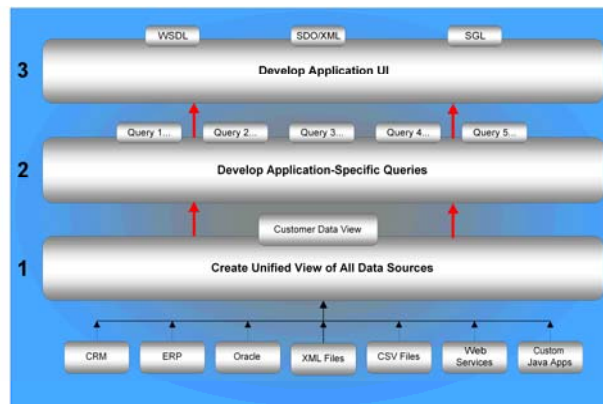 WSDL
SDO/XML
SGL
3
Develop Application UI
Query 1...
Query 2...
Query 3...
Query 4...
Query 5...
2
Develop Application-Specific Queries
Customer Data View
1
Create Unified View of All Data Sources
CRM
ERP
Oracle
XML Files
CSV Files
Web
Services
Custom
Java Apps